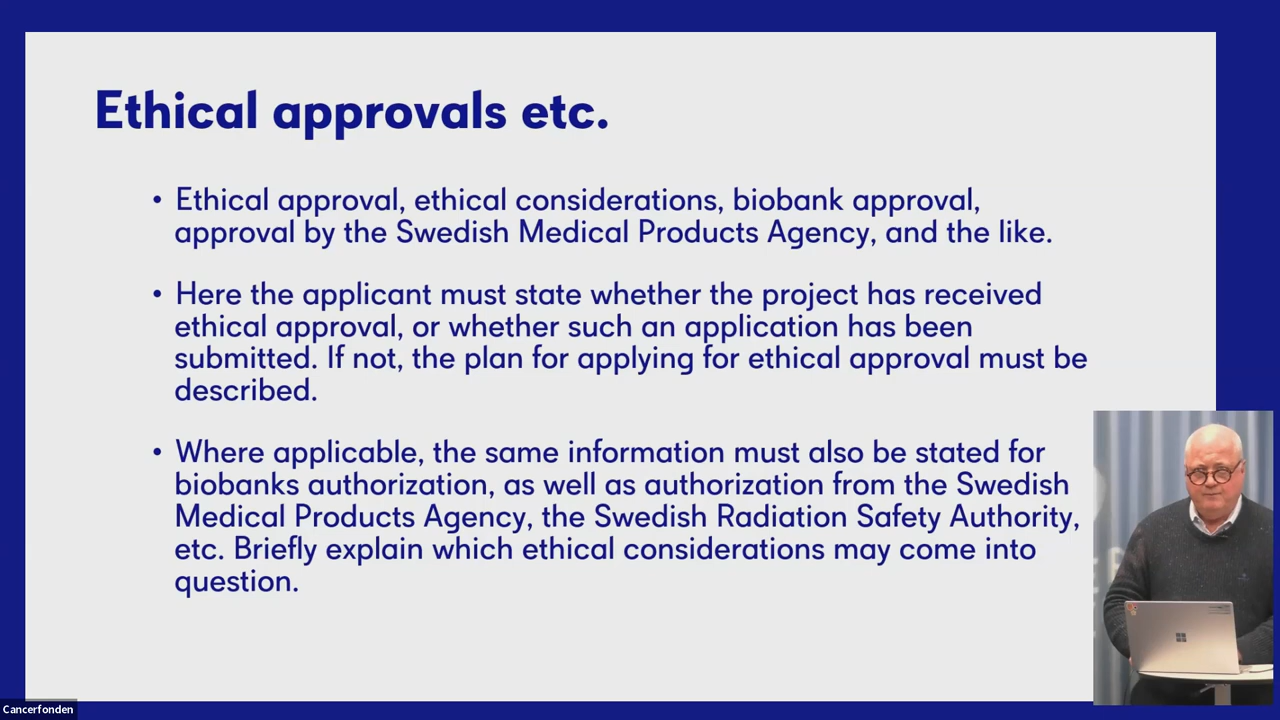 Ethical approvals etc.
• Ethical approval, ethical considerations, biobank approval,
approval by the Swedish Medical Products Agency, and the like.
• Here the applicant must state whether the project has received
ethical approval, or whether such an application has been
submitted. If not, the plan for applying for ethical approval must be
described.
• Where applicable, the same information must also be stated for
biobanks authorization, as well as authorization from the Swedish
Medical Products Agency, the Swedish Radiation Safety Authority,
etc. Briefly explain which ethical considerations may come into
question.
Cancerfonden